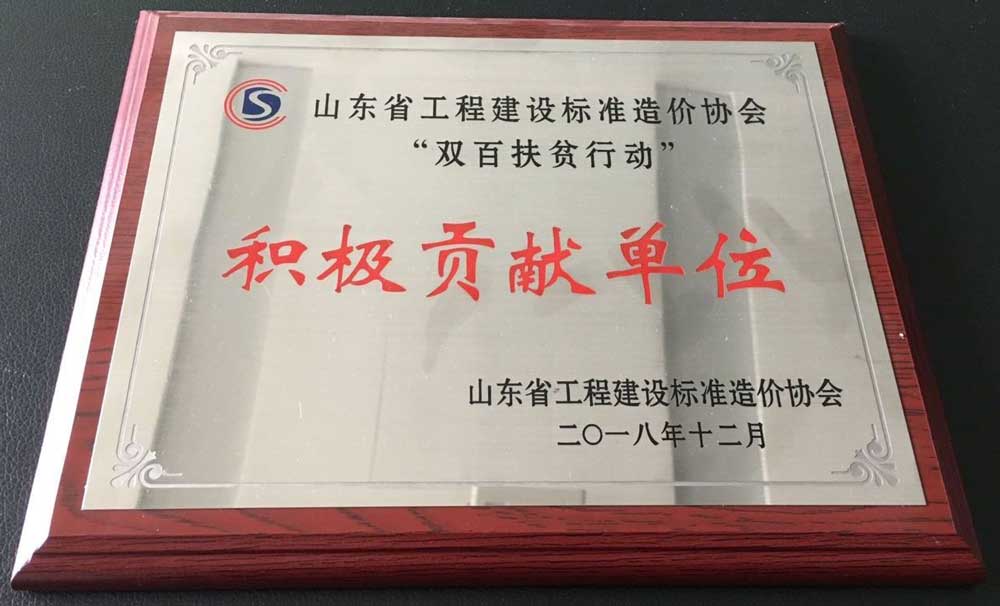 山东省工程建设标准造价协会
“双百扶贫行动”
积极贡献单位
山东省工程建设标准造价协会
二〇一八年十二月